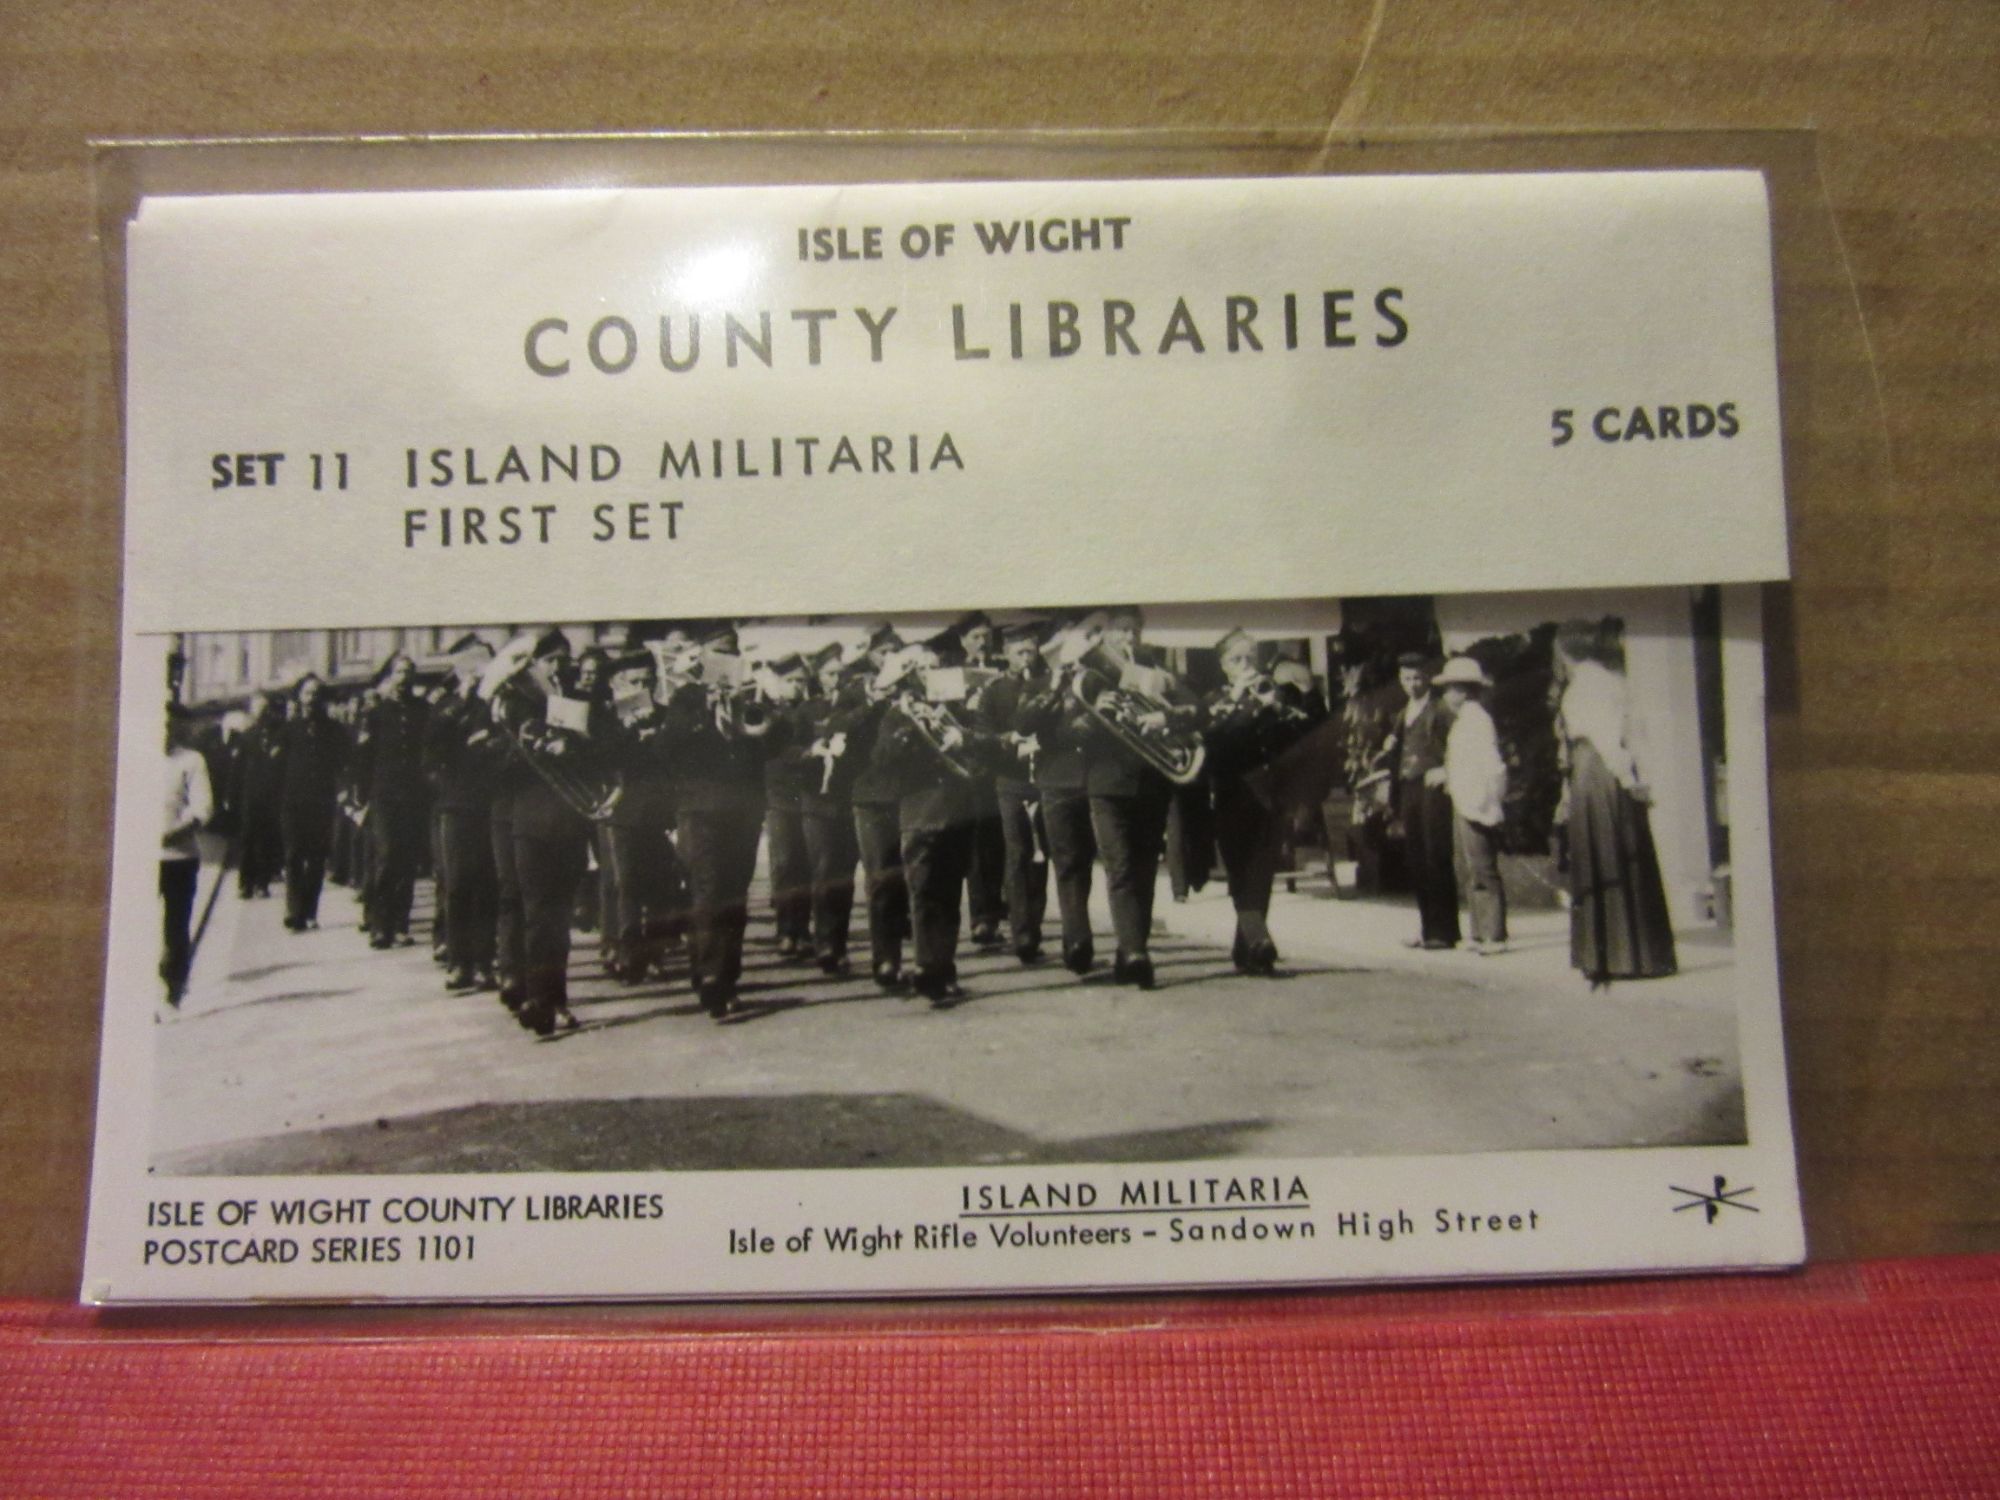 ISLE OF WIGHT
COUNTY LIBRARIES
5 CARDS
SET 11 ISLAND MILITARIA
FIRST SET
ISLE OF WIGHT COUNTY LIBRARIES
POSTCARD SERIES 1101
ISLAND MILITARIA
Isle of Wight Rifle Volunteers – Sandown High Street
P
P